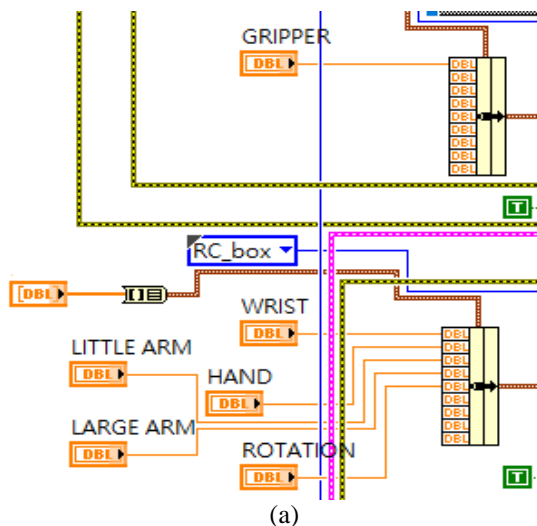 GRIPPER
DBL
DBL
DBL
DBL
DBL
DBL
DBL
DBL
DBL
DBL
T
RC_box
[DBL]
WRIST
DBL
DBL
DBL
DBL
DBL
DBL
DBL
DBL
DBL
DBL
LITTLE ARM
DBL
HAND
DBL
LARGE ARM
DBL
ROTATION
DBL
T
(a)